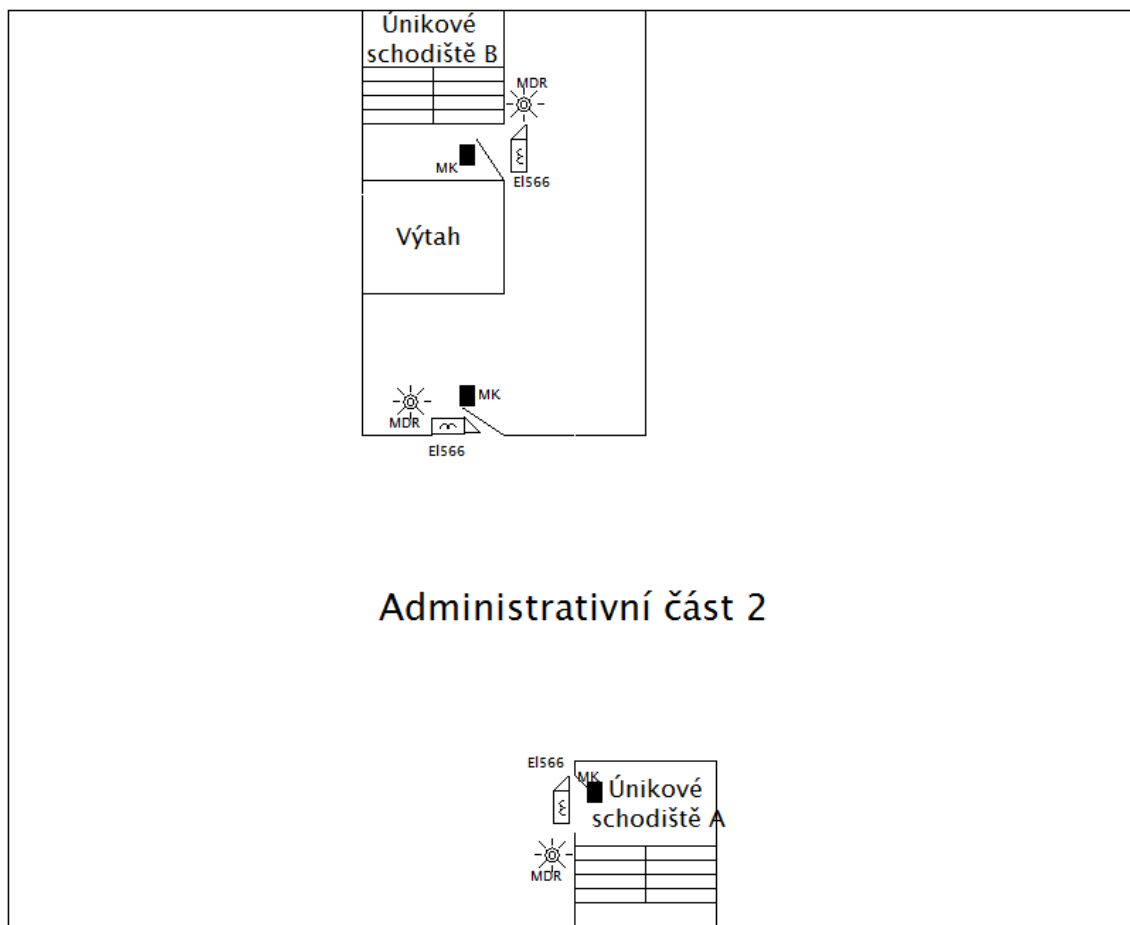 Únikové
schodiště B
MDR
MK
EI566
Výtah
MK
MDR
EI566
Administrativní část 2
EI566
MK
Únikové
schodiště A
MDR